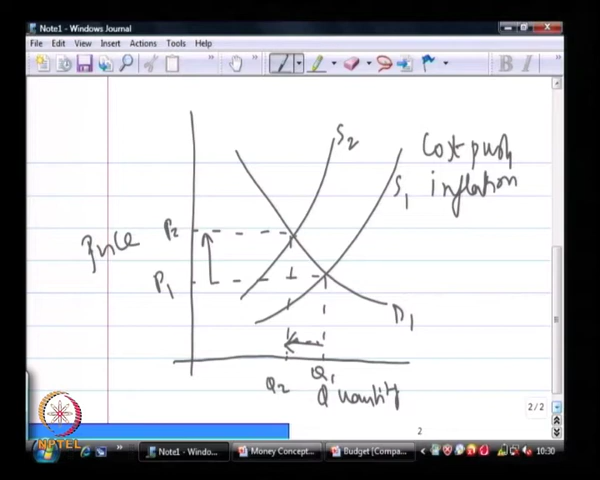 Note1 - Windows Journal
File Edit View Insert Actions Tools Help
B I
Cost push
inflation
S2
S1
Price
P2
P1
D1
Q2
Q1
Quantity
2/2
2
NPTEL
Note1 - Windo...
Money Concept...
Budget [Compa...
10:30